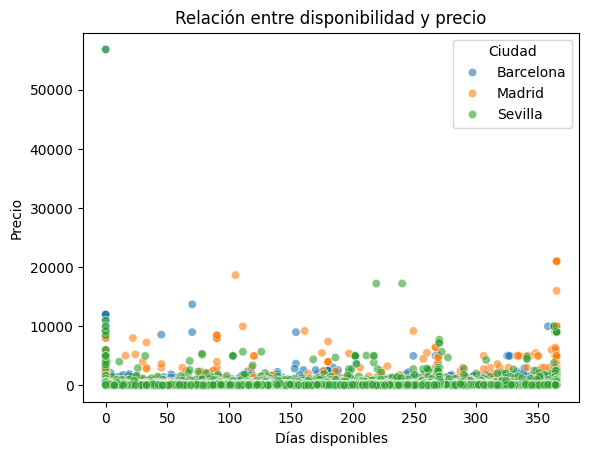 Relación entre disponibilidad y precio
Ciudad
Barcelona
Madrid
Sevilla
Precio
50000
40000
30000
20000
10000
0
0 50 100 150 200 250 300 350
Días disponibles